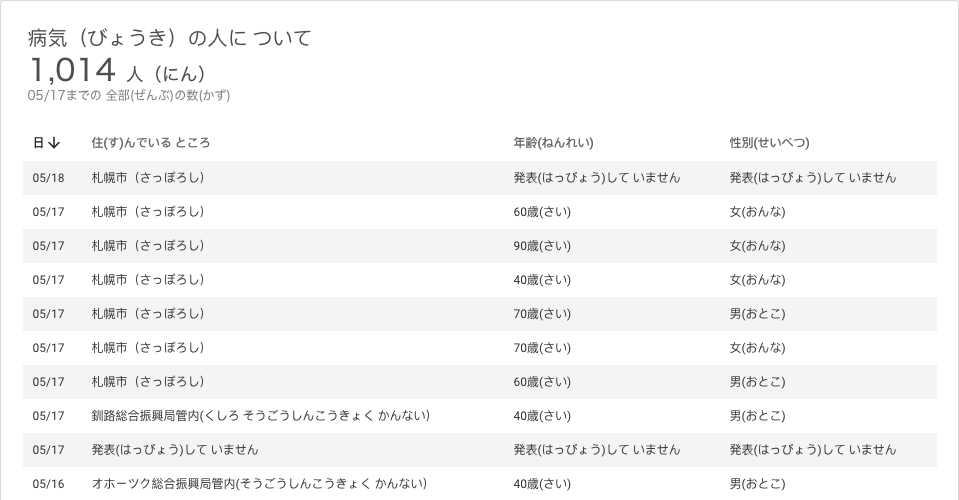 病気（びょうき）の人に ついて
1,014 人（にん）
05/17までの 全部(ぜんぶ)の数(かず)
日↓ 住(す)んでいる ところ 年齢(ねんれい) 性別(せいべつ)
05/18 札幌市（さっぽろし） 発表(はっぴょう)して いません 発表(はっぴょう)して いません
05/17 札幌市（さっぽろし） 60歳(さい) 女(おんな)
05/17 札幌市（さっぽろし） 90歳(さい) 女(おんな)
05/17 札幌市（さっぽろし） 40歳(さい) 女(おんな)
05/17 札幌市（さっぽろし） 70歳(さい) 男(おとこ)
05/17 札幌市（さっぽろし） 70歳(さい) 女(おんな)
05/17 札幌市（さっぽろし） 60歳(さい) 男(おとこ)
05/17 釧路総合振興局管内(くしろ そうごうしんこうきょく かんない） 40歳(さい) 男(おとこ)
05/17 発表(はっぴょう)して いません 発表(はっぴょう)して いません 発表(はっぴょう)して いません
05/16 オホーツク総合振興局管内(そうごうしんこうきょく かんない） 40歳(さい) 男(おとこ)